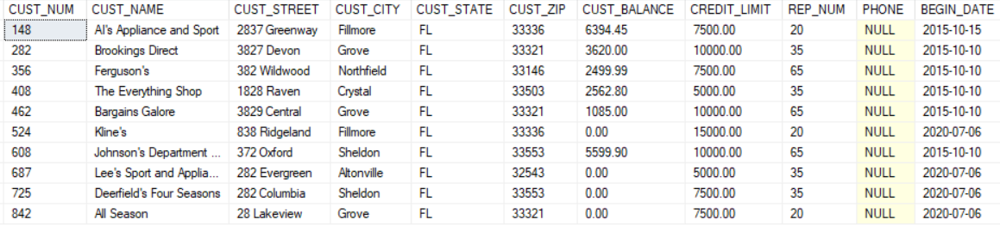 CUST_NUM CUST_NAME CUST_STREET CUST_CITY CUST_STATE CUST_ZIP CUST_BALANCE CREDIT_LIMIT REP_NUM PHONE BEGIN_DATE
148 Al's Appliance and Sport 2837 Greenway Fillmore FL 33336 6394.45 7500.00 20 NULL 2015-10-15
282 Brookings Direct 3827 Devon Grove FL 33321 3620.00 10000.00 35 NULL 2015-10-10
356 Ferguson's 382 Wildwood Northfield FL 33146 2499.99 7500.00 65 NULL 2015-10-10
408 The Everything Shop 1828 Raven Crystal FL 33503 2562.80 5000.00 35 NULL 2015-10-10
462 Bargains Galore 3829 Central Grove FL 33321 1085.00 10000.00 65 NULL 2015-10-10
524 Kline's 838 Ridgeland Fillmore FL 33336 0.00 15000.00 20 NULL 2020-07-06
608 Johnson's Department ... 372 Oxford Sheldon FL 33553 5599.90 10000.00 65 NULL 2015-10-10
687 Lee's Sport and Applia... 282 Evergreen Altonville FL 32543 0.00 5000.00 35 NULL 2020-07-06
725 Deerfield's Four Seasons 282 Columbia Sheldon FL 33553 0.00 7500.00 35 NULL 2020-07-06
842 All Season 28 Lakeview Grove FL 33321 0.00 7500.00 20 NULL 2020-07-06